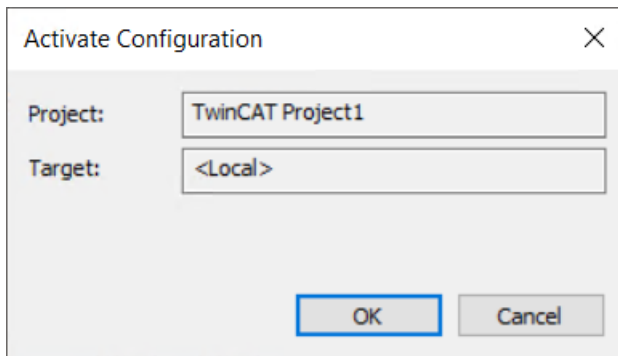 Activate Configuration
Project: TwinCAT Project1
Target: <Local>
OK Cancel